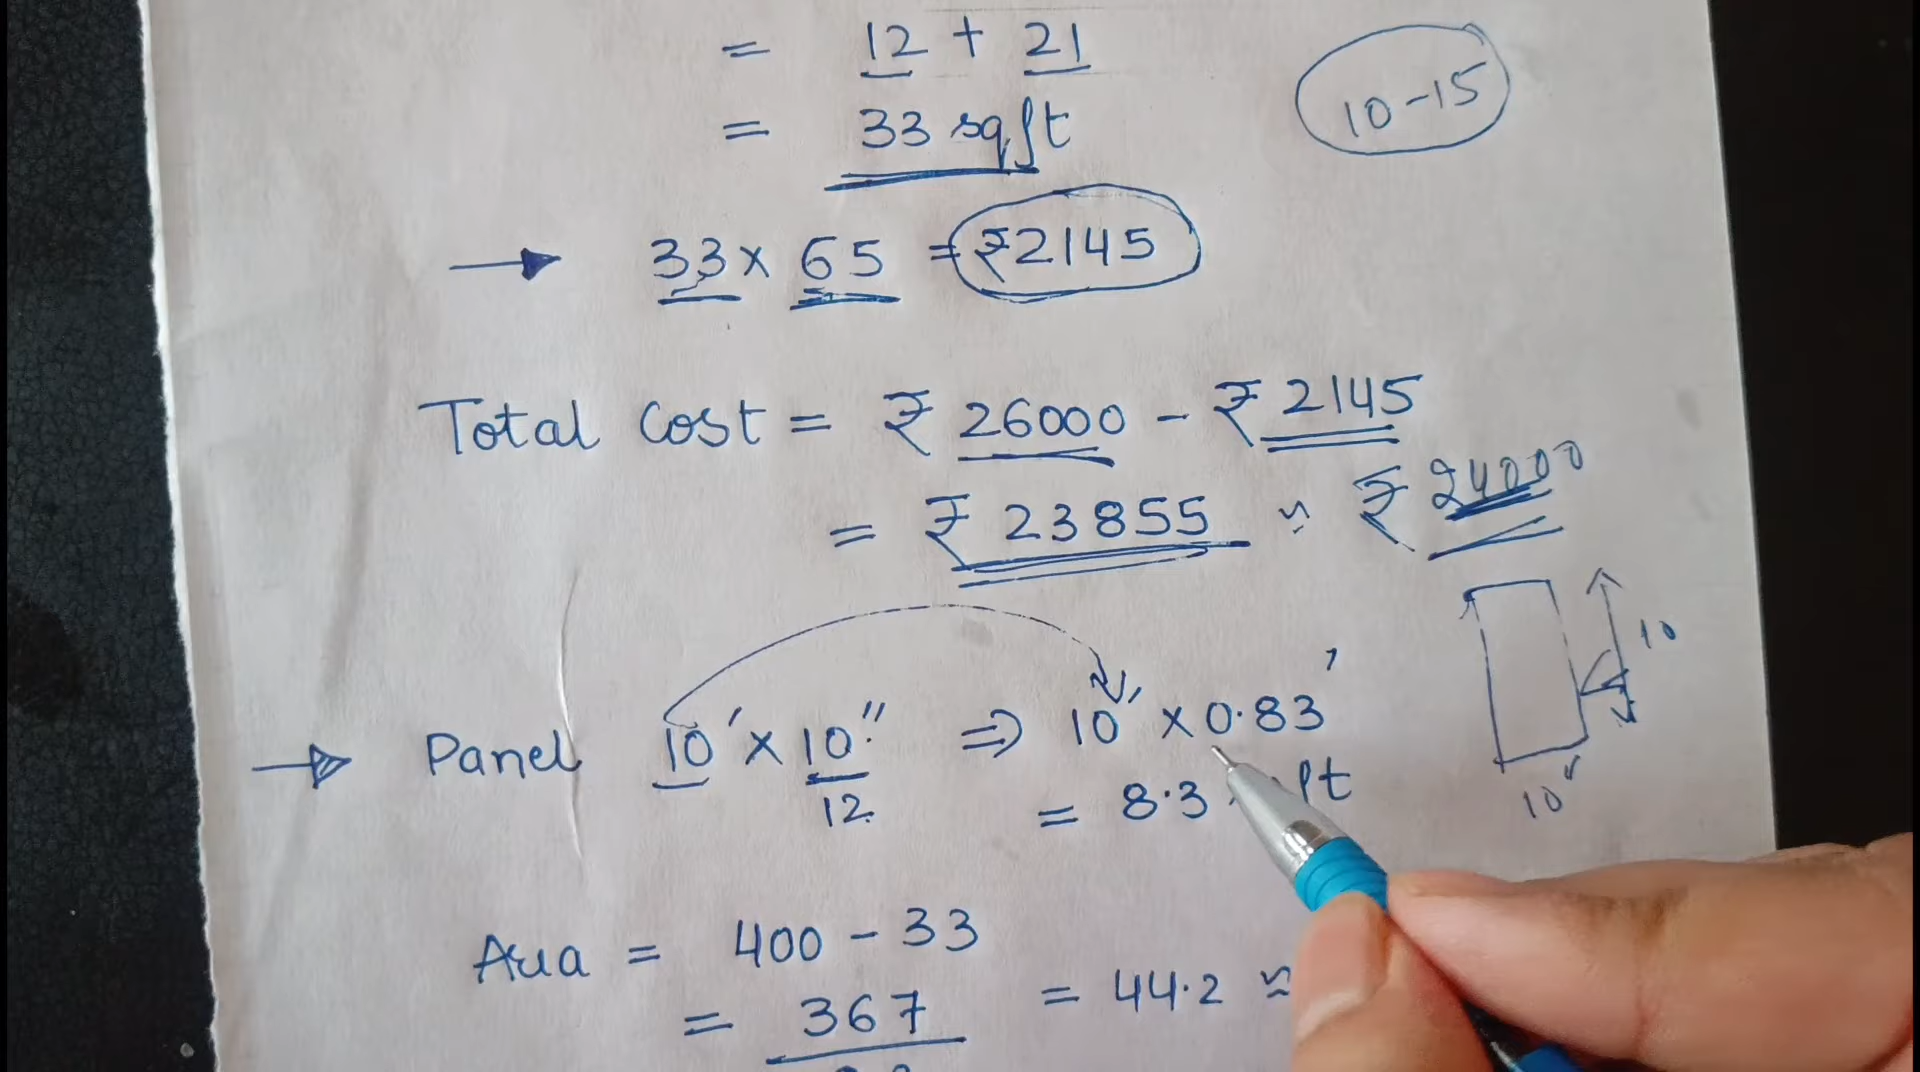 = 12 + 21
10-15
= 33 sqft
33 x 65 = ₹2145
Total Cost = ₹ 26000 - ₹ 2145
= ₹ 23855 ≈ ₹ 24000
10
Panel 10' x 10" ⇒ 10' x 0.83'
12
10"
= 8.3 ft
Area = 400 - 33
= 367 = 44.2 ≈